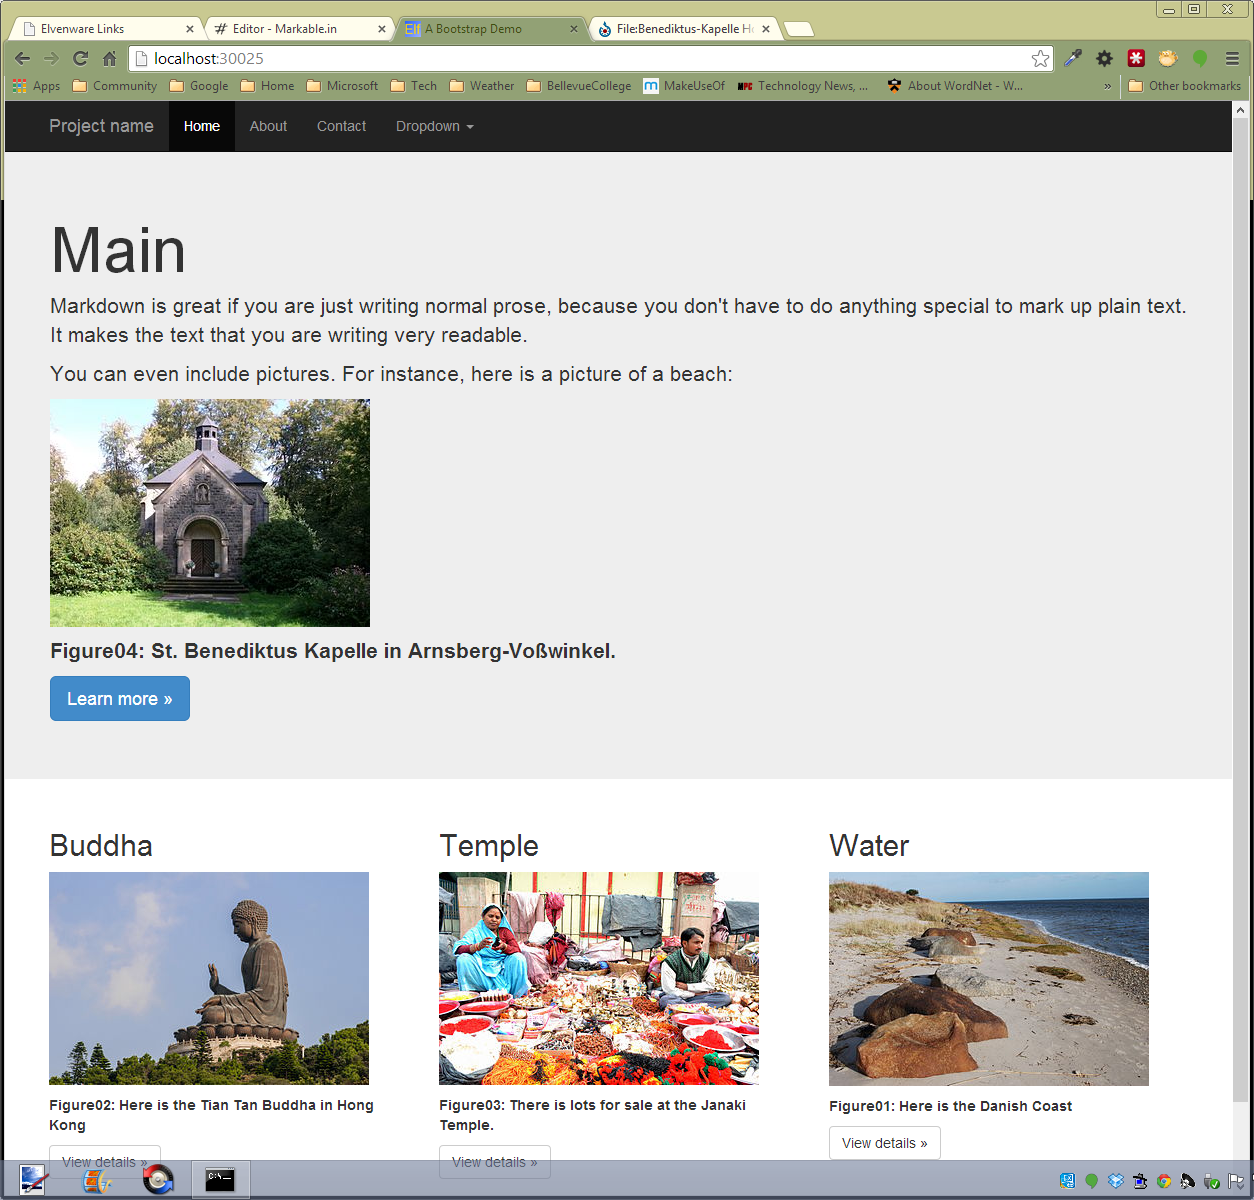 Elvenware Links
Editor - Markable.in
Elf A Bootstrap Demo
File:Benediktus-Kapelle
localhost:30025
Apps
Community
Google
Home
Microsoft
Tech
Weather
BellevueCollege
m MakeUseOf
Technology News, ...
About WordNet - W...
»
Other bookmarks
Project name
Home
About
Contact
Dropdown
Main
Markdown is great if you are just writing normal prose, because you don't have to do anything special to mark up plain text.
It makes the text that you are writing very readable.
You can even include pictures. For instance, here is a picture of a beach:
Figure04: St. Benediktus Kapelle in Arnsberg-Voßwinkel.
Learn more »
Buddha
Temple
Water
Figure02: Here is the Tian Tan Buddha in Hong
Kong
View details »
Figure03: There is lots for sale at the Janaki
Temple.
View details »
Figure01: Here is the Danish Coast
View details »